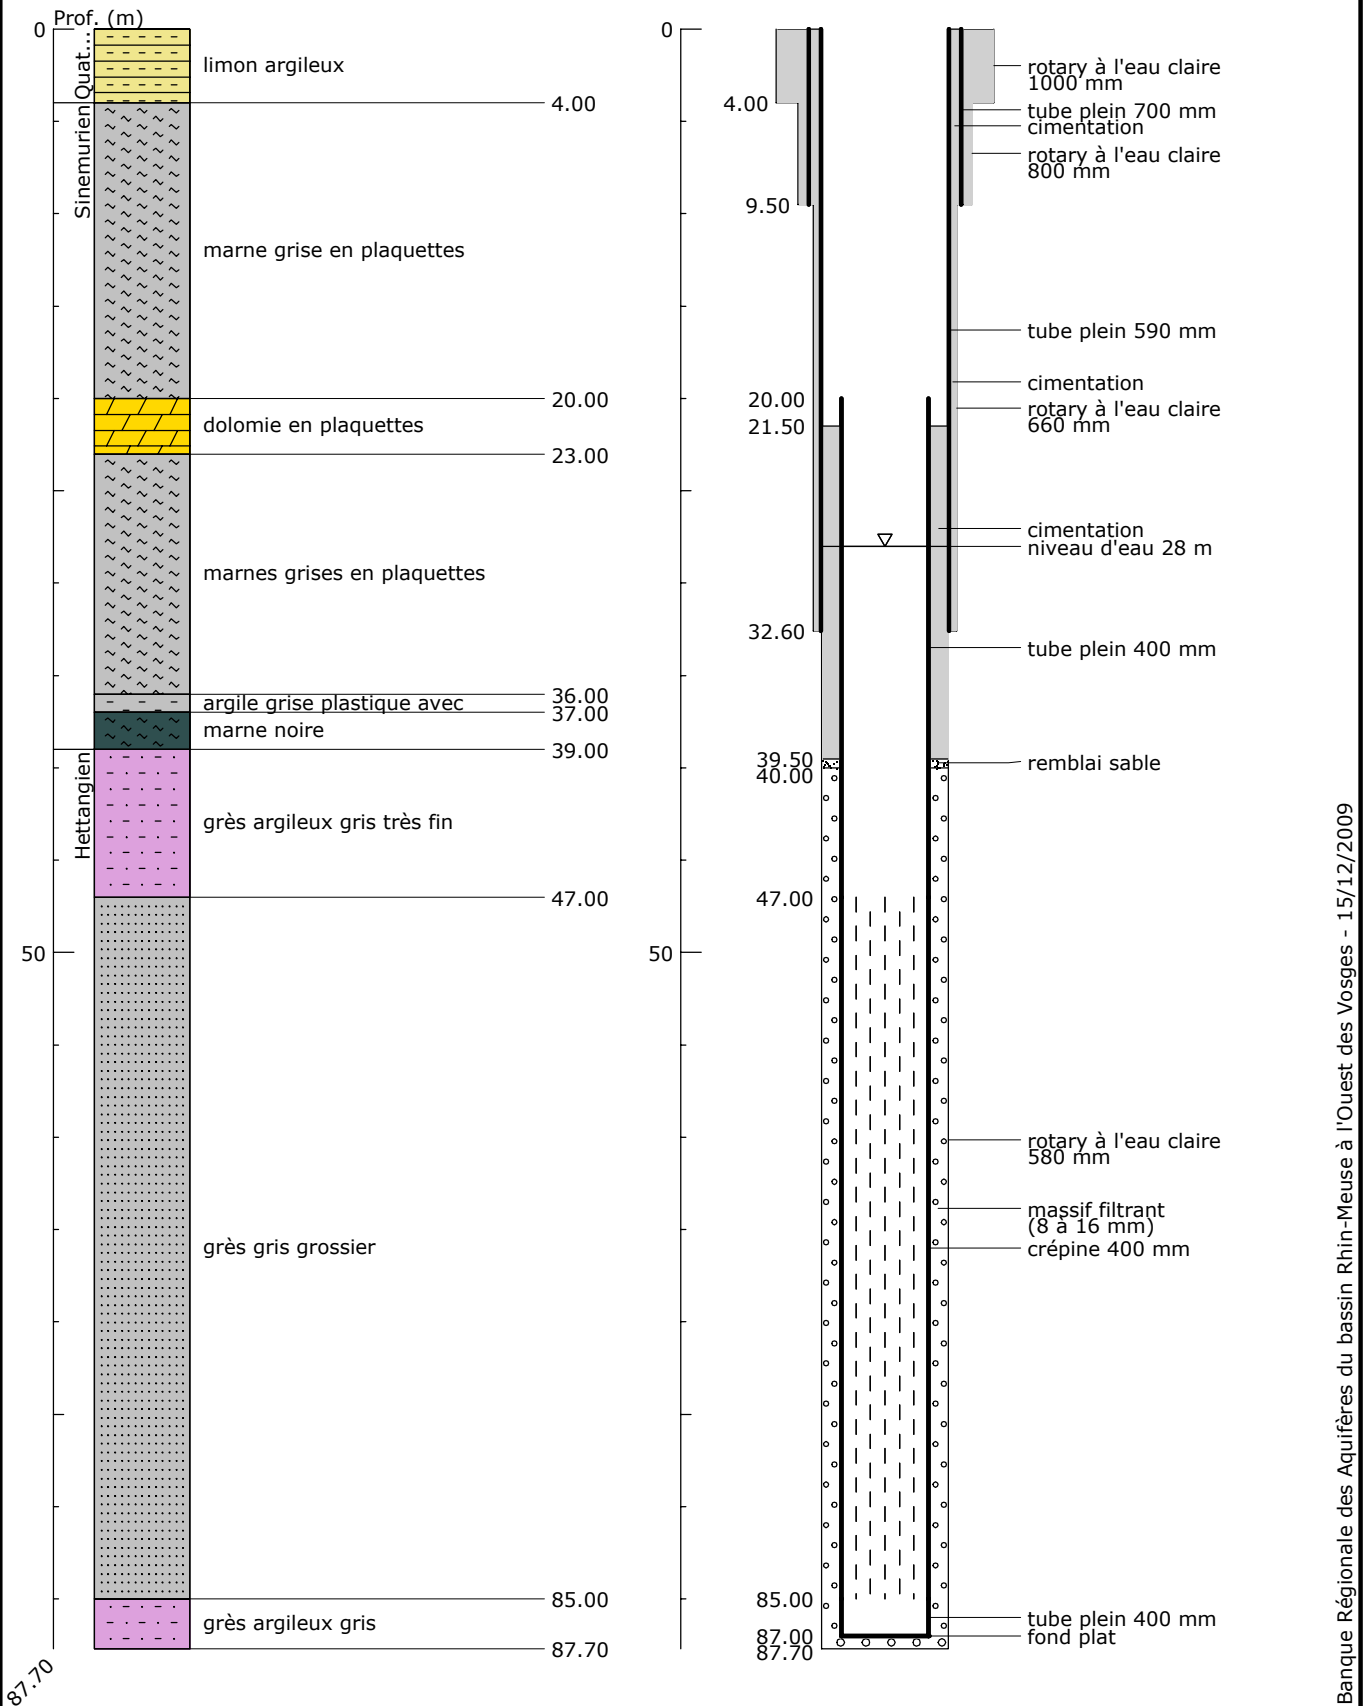 Prof. (m)
0
Quat...
limon argileux
4.00
Sinemurien
marne grise en plaquettes
20.00
dolomie en plaquettes
23.00
marnes grises en plaquettes
36.00
argile grise plastique avec
37.00
marne noire
39.00
Hettangien
grès argileux gris très fin
47.00
50
grès gris grossier
85.00
grès argileux gris
87.70
87.70
0
rotary à l'eau claire
1000 mm
4.00
tube plein 700 mm
cimentation
rotary à l'eau claire
800 mm
9.50
tube plein 590 mm
cimentation
20.00
rotary à l'eau claire
660 mm
21.50
cimentation
niveau d'eau 28 m
32.60
tube plein 400 mm
39.50
remblai sable
40.00
47.00
50
rotary à l'eau claire
580 mm
massif filtrant
(8 à 16 mm)
crépine 400 mm
85.00
tube plein 400 mm
87.00
fond plat
87.70
Banque Régionale des Aquifères du bassin Rhin-Meuse à l'Ouest des Vosges - 15/12/2009